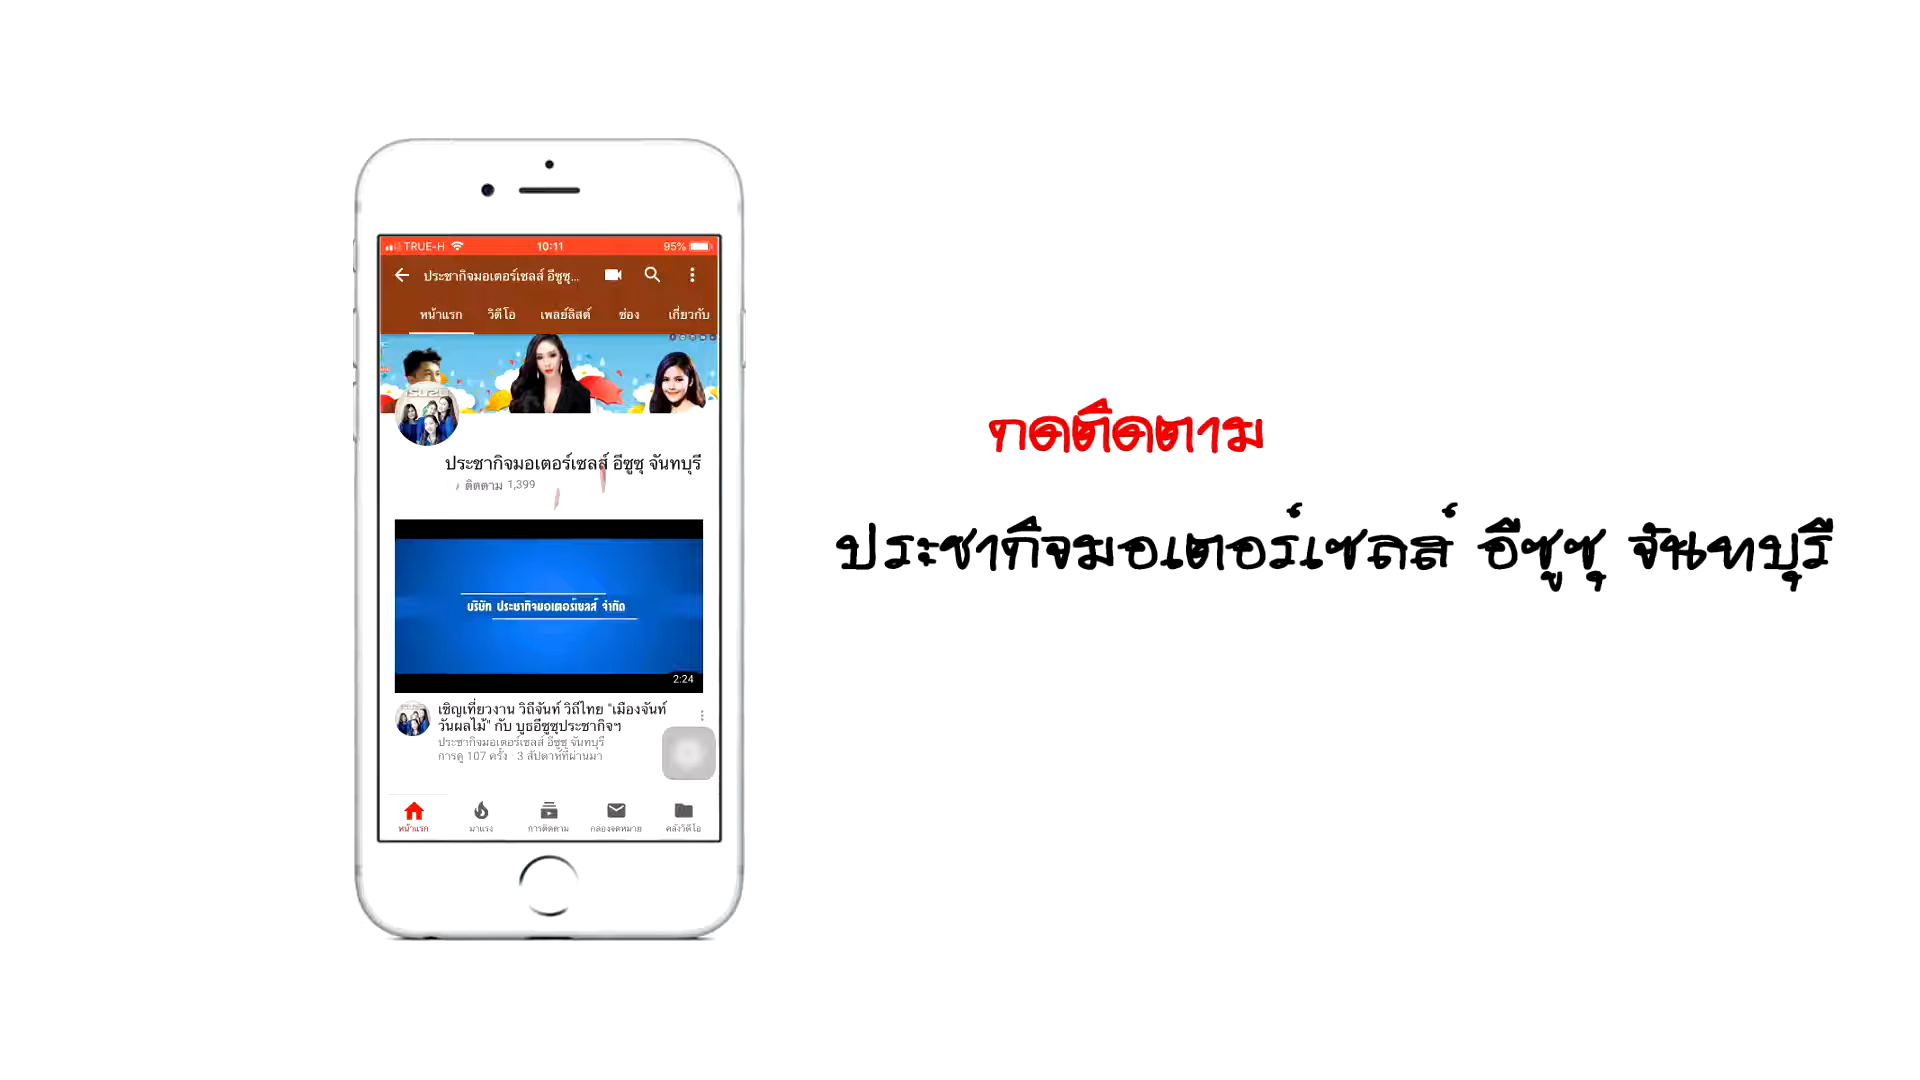 TRUE-H 10:11 95%
ประชากิจมอเตอร์เซลส์ อีซูซุ...
หน้าแรก วิดีโอ เพลย์ลิสต์ ช่อง เกี่ยวกับ
ISUZU
ประชากิจมอเตอร์เซลส์ อีซูซุ จันทบุรี
ติดตาม 1,399
บริษัท ประชากิจมอเตอร์เซลส์ จำกัด
2:24
เชิญเที่ยวงาน วิถีจันท์ วิถีไทย "เมืองจันท์
วันผลไม้" กับ บูธอีซูซุประชากิจฯ
ประชากิจมอเตอร์เซลส์ อีซูซุ จันทบุรี
การดู 107 ครั้ง · 3 สัปดาห์ที่ผ่านมา
หน้าแรก มาแรง การติดตาม กล่องจดหมาย คลังวิดีโอ
กดติดตาม
ประชากิจมอเตอร์เซลส์ อีซูซุ จันทบุรี